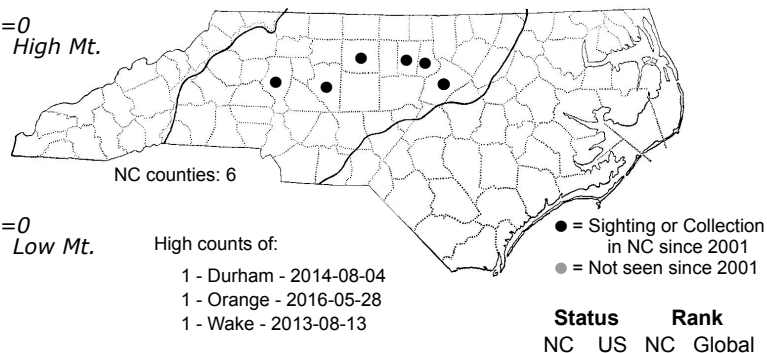 =0
High Mt.
NC counties: 6
=0
Low Mt.
High counts of:
1 - Durham - 2014-08-04
1 - Orange - 2016-05-28
1 - Wake - 2013-08-13
= Sighting or Collection
in NC since 2001
= Not seen since 2001
Status Rank
NC US NC Global